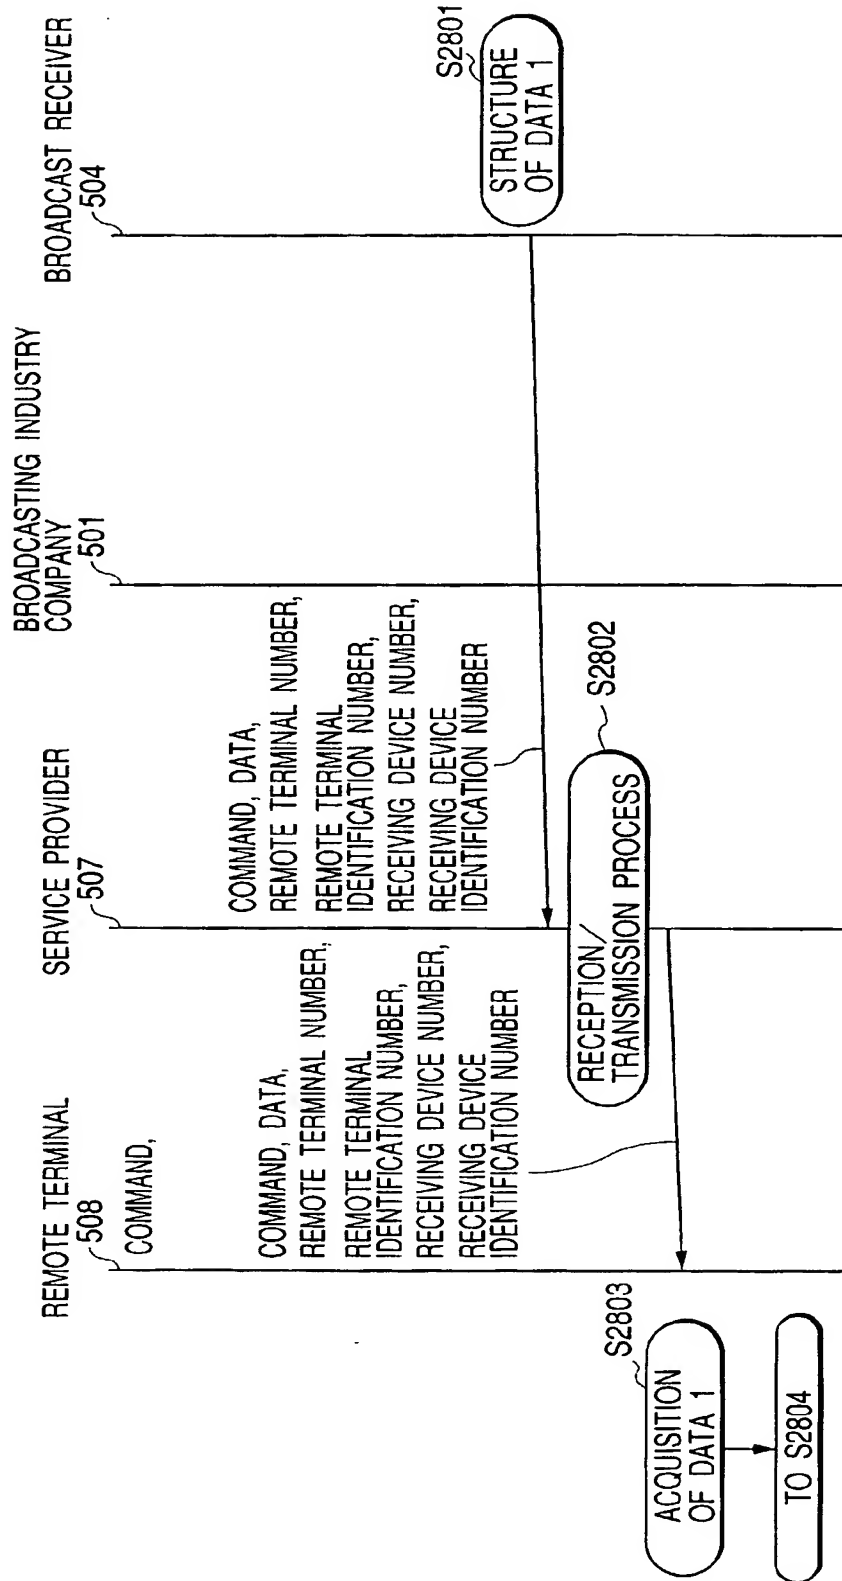 REMOTE TERMINAL
508
SERVICE PROVIDER
507
BROADCASTING INDUSTRY
COMPANY
501
BROADCAST RECEIVER
504
COMMAND,
COMMAND, DATA,
REMOTE TERMINAL NUMBER,
REMOTE TERMINAL
IDENTIFICATION NUMBER,
RECEIVING DEVICE NUMBER,
RECEIVING DEVICE
IDENTIFICATION NUMBER
COMMAND, DATA,
REMOTE TERMINAL NUMBER,
REMOTE TERMINAL
IDENTIFICATION NUMBER,
RECEIVING DEVICE NUMBER,
RECEIVING DEVICE
IDENTIFICATION NUMBER
S2801
STRUCTURE
OF DATA 1
S2802
RECEPTION/
TRANSMISSION PROCESS
S2803
ACQUISITION
OF DATA 1
TO S2804